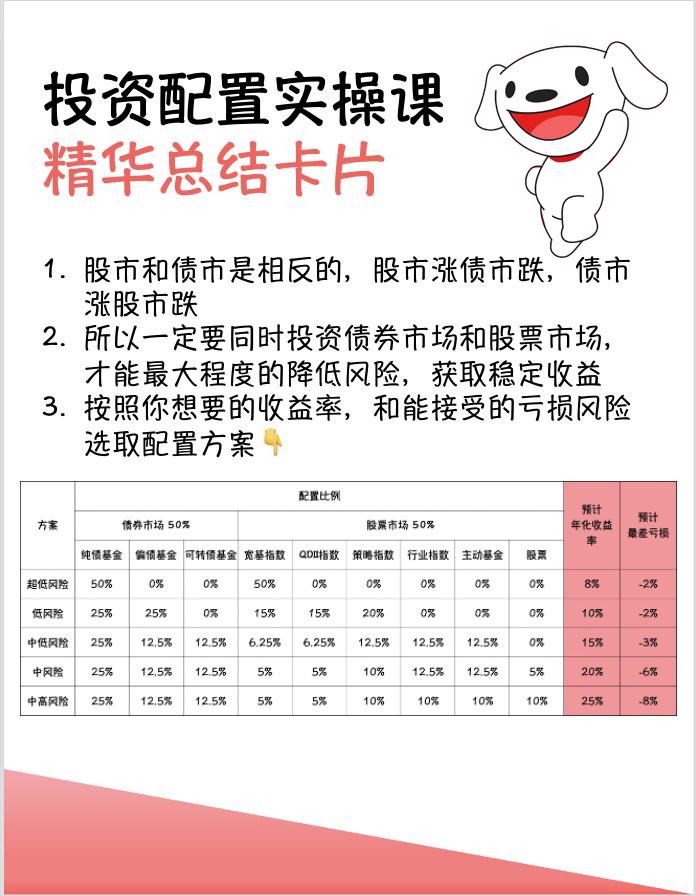 投资配置实操课
精华总结卡片
1. 股市和债市是相反的，股市涨债市跌，债市
涨股市跌
2. 所以一定要同时投资债券市场和股票市场，
才能最大程度的降低风险，获取稳定收益
3. 按照你想要的收益率，和能接受的亏损风险
选取配置方案👇
方案 配置比例 预计年化收益率 预计最差亏损
债券市场 50% 股票市场 50%
纯债基金 偏债基金 可转债基金 宽基指数 QDII指数 策略指数 行业指数 主动基金 股票
超低风险 50% 0% 0% 50% 0% 0% 0% 0% 0% 8% -2%
低风险 25% 25% 0% 15% 15% 20% 0% 0% 0% 10% -2%
中低风险 25% 12.5% 12.5% 6.25% 6.25% 12.5% 12.5% 12.5% 0% 15% -3%
中风险 25% 12.5% 12.5% 5% 5% 10% 12.5% 12.5% 5% 20% -6%
中高风险 25% 12.5% 12.5% 5% 5% 10% 10% 10% 10% 25% -8%